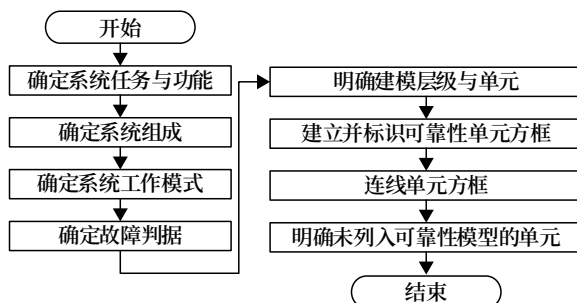 开始
确定系统任务与功能
确定系统组成
确定系统工作模式
确定故障判据
明确建模层级与单元
建立并标识可靠性单元方框
连线单元方框
明确未列入可靠性模型的单元
结束